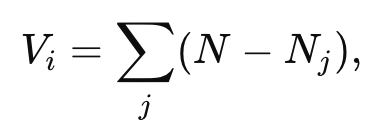 V_i = \sum_j (N - N_j),